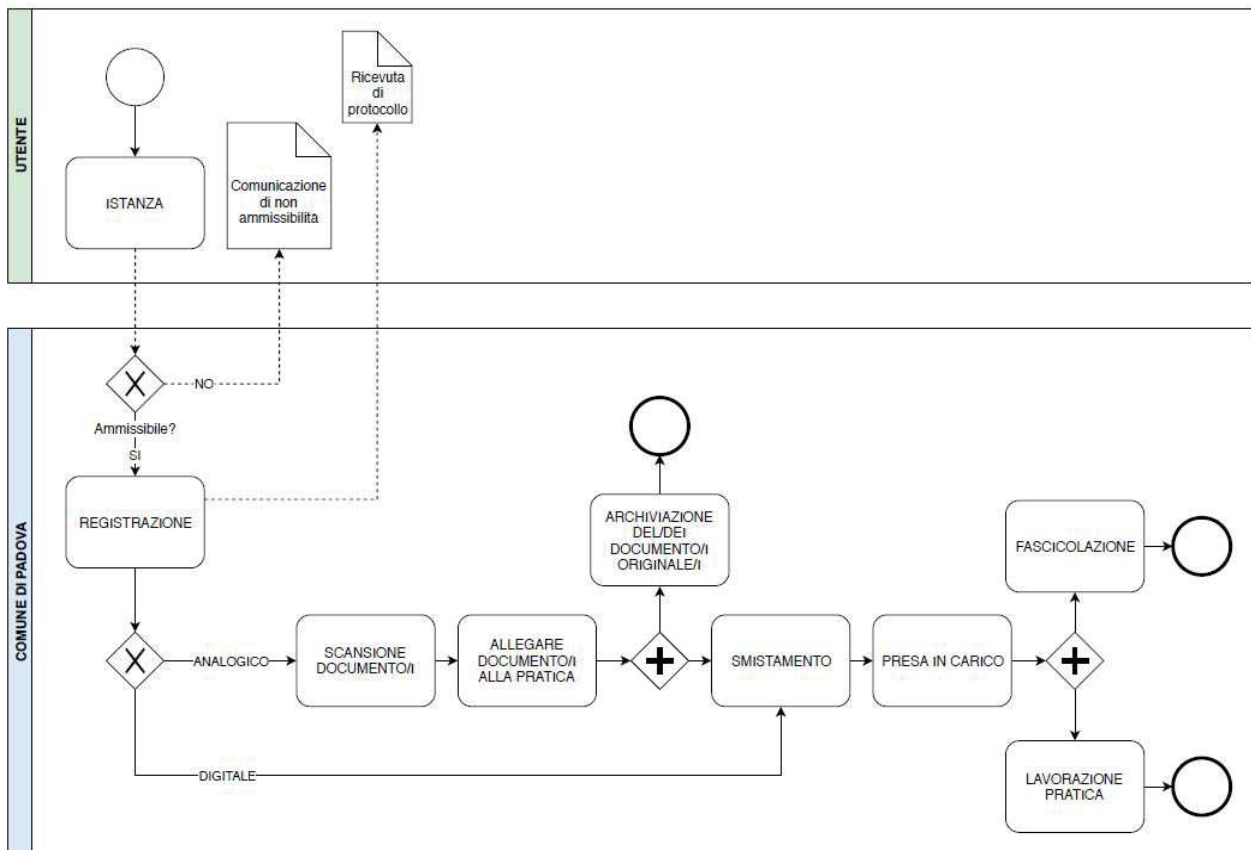 UTENTE
ISTANZA
Comunicazione
di non
ammissibilità
Ricevuta
di
protocollo
COMUNE DI PADOVA
NO
Ammissibile?
SI
REGISTRAZIONE
ANALOGICO
SCANSIONE
DOCUMENTO/I
ALLEGARE
DOCUMENTO/I
ALLA PRATICA
ARCHIVIAZIONE
DEL/DEI
DOCUMENTO/I
ORIGINALE/I
SMISTAMENTO
PRESA IN CARICO
FASCICOLAZIONE
LAVORAZIONE
PRATICA
DIGITALE